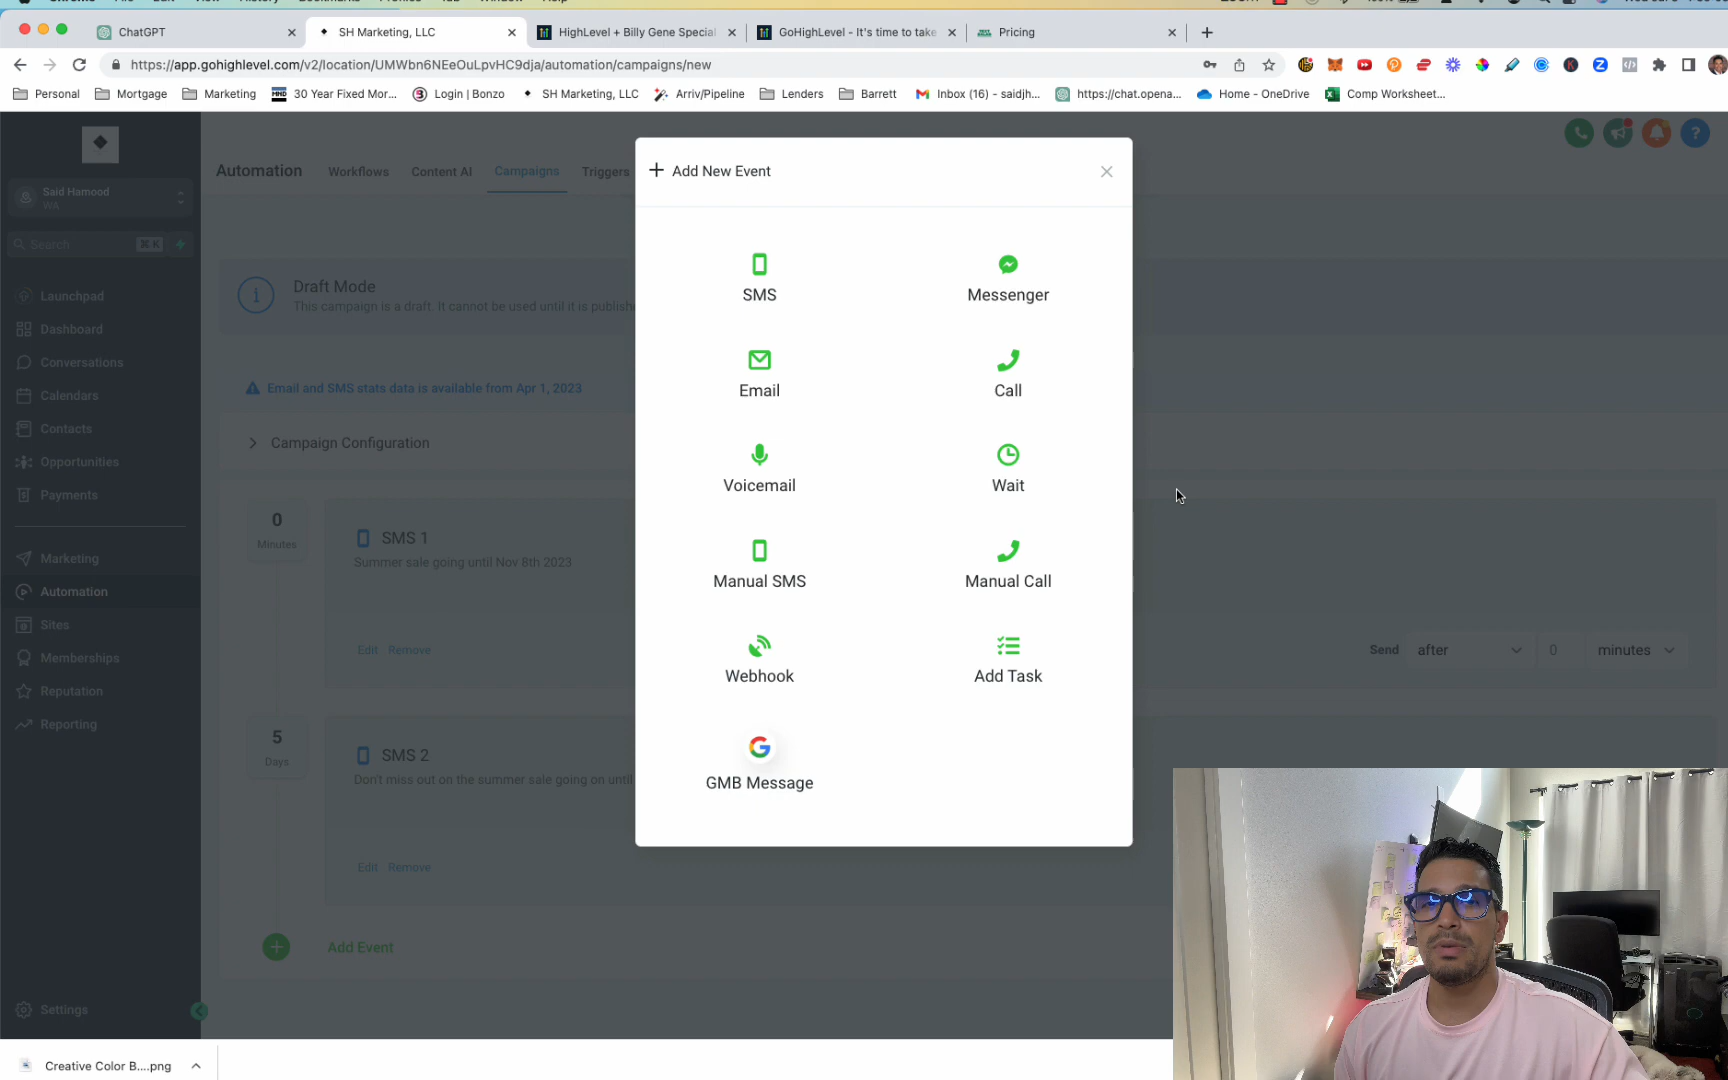 ChatGPT
SH Marketing, LLC
HighLevel + Billy Gene Special
GoHighLevel - It's time to take
Pricing
https://app.gohighlevel.com/v2/location/UMWbn6NEeOuLpvHC9dja/automation/campaigns/new
Personal
Mortgage
Marketing
30 Year Fixed Mor...
Login | Bonzo
SH Marketing, LLC
Arriv/Pipeline
Lenders
Barrett
Inbox (16) - saidjh...
https://chat.opena...
Home - OneDrive
Comp Worksheet...
Said Hamood
WA
Search
⌘ K
Launchpad
Dashboard
Conversations
Calendars
Contacts
Opportunities
Payments
Marketing
Automation
Sites
Memberships
Reputation
Reporting
Settings
Automation
Workflows
Content AI
Campaigns
Triggers
Draft Mode
This campaign is a draft. It cannot be used until it is publishe
Email and SMS stats data is available from Apr 1, 2023
Campaign Configuration
0
Minutes
SMS 1
Summer sale going until Nov 8th 2023
Edit Remove
Send
after
0
minutes
5
Days
SMS 2
Don't miss out on the summer sale going on until
Edit Remove
Add Event
Add New Event
SMS
Messenger
Email
Call
Voicemail
Wait
Manual SMS
Manual Call
Webhook
Add Task
GMB Message
Creative Color B....png